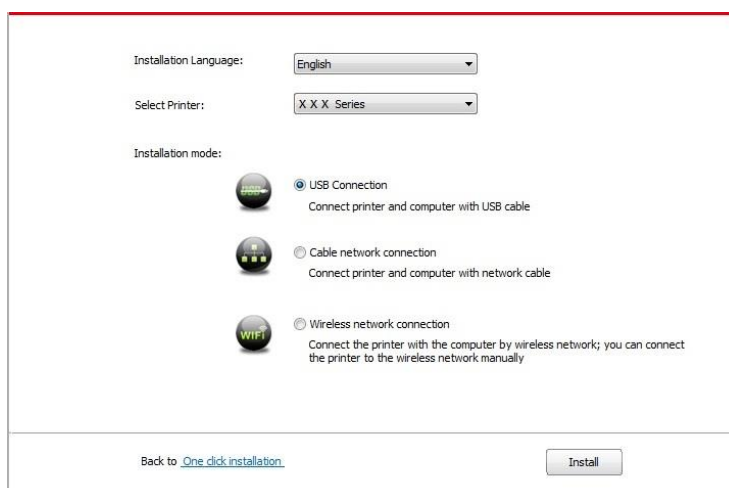 Installation Language: English
Select Printer: X X X Series
Installation mode:
USB
USB Connection
Connect printer and computer with USB cable
Cable network connection
Connect printer and computer with network cable
WiFi
Wireless network connection
Connect the printer with the computer by wireless network; you can connect
the printer to the wireless network manually
Back to One click installation
Install